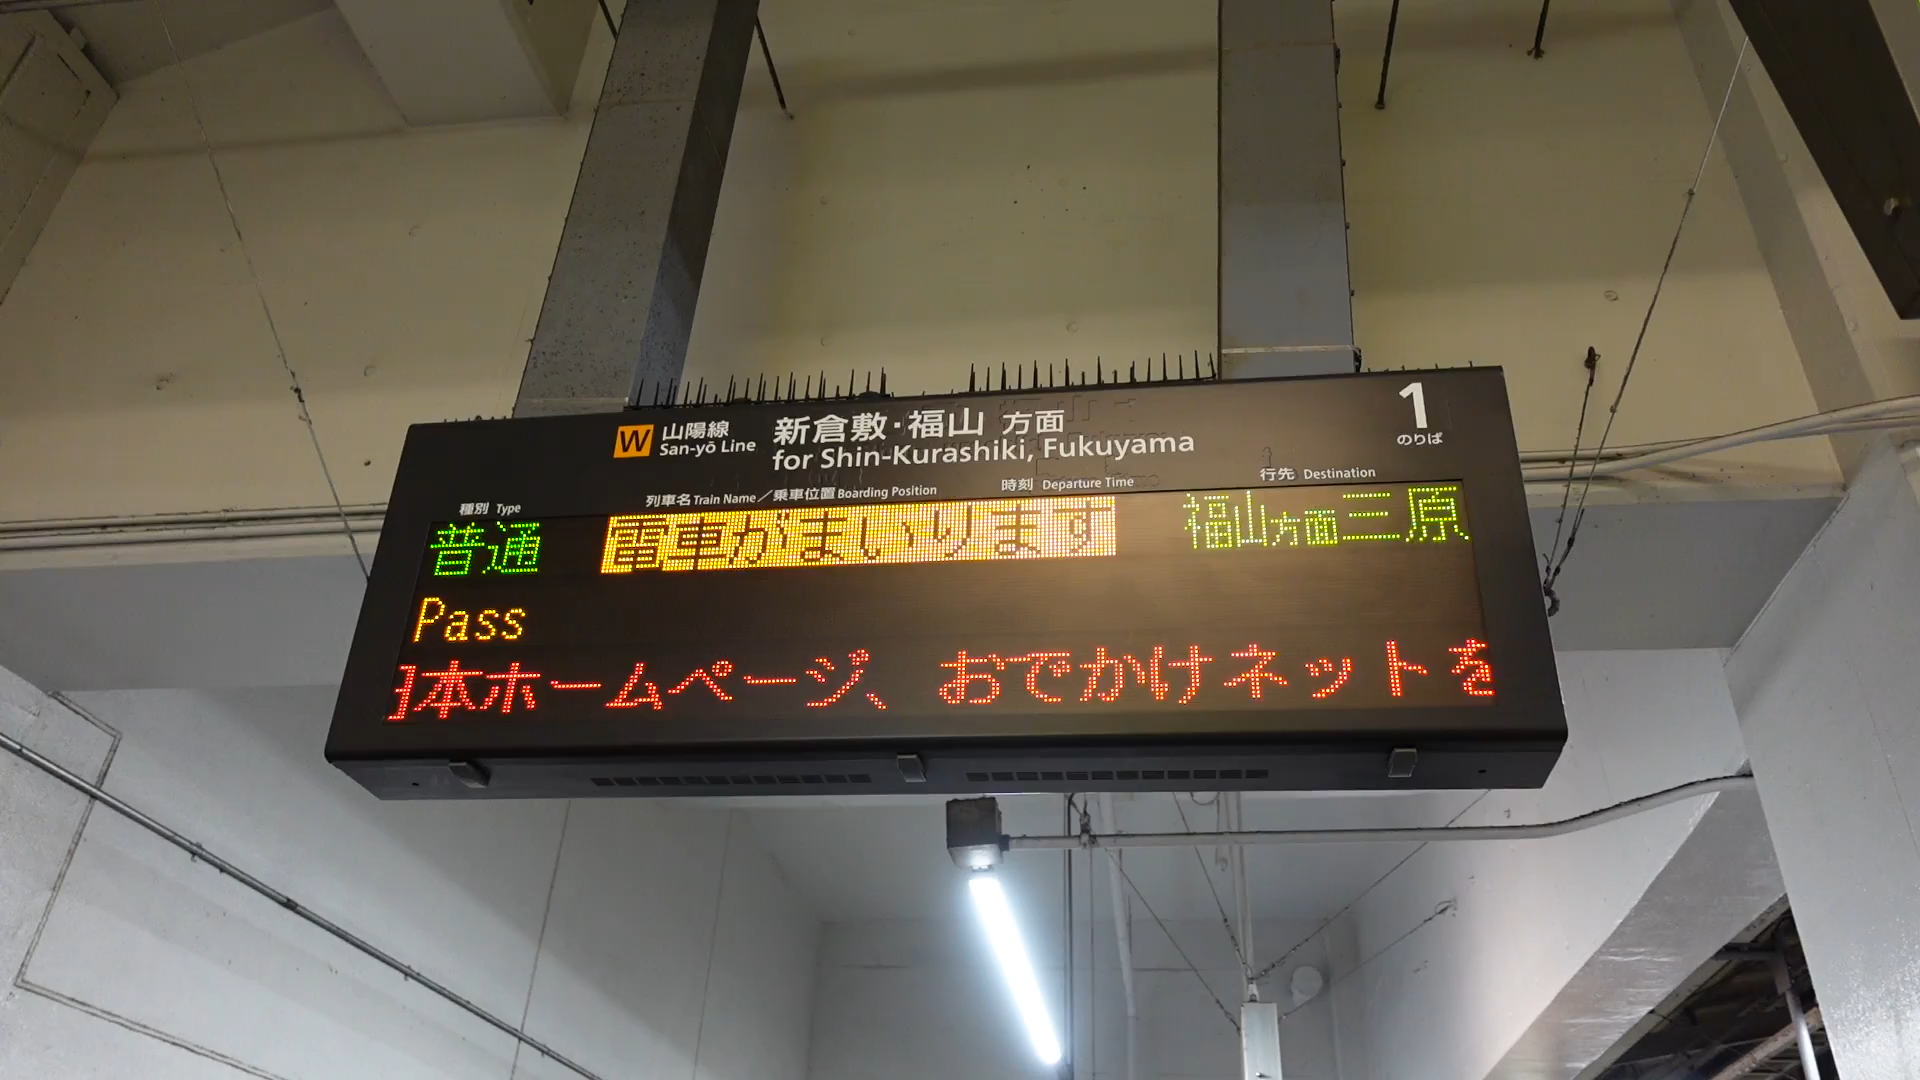 W 山陽線 新倉敷・福山 方面 1
San-yō Line for Shin-Kurashiki, Fukuyama のりば
種別 Type 列車名 Train Name／乗車位置 Boarding Position 時刻 Departure Time 行先 Destination
普通 電車がまいります 福山方面三原
Pass
本ホームページ、おでかけネットを